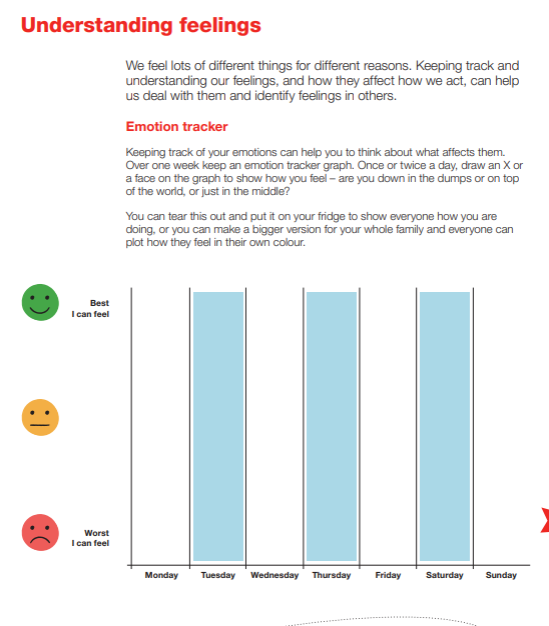 Understanding feelings
We feel lots of different things for different reasons. Keeping track and
understanding our feelings, and how they affect how we act, can help
us deal with them and identify feelings in others.
Emotion tracker
Keeping track of your emotions can help you to think about what affects them.
Over one week keep an emotion tracker graph. Once or twice a day, draw an X or
a face on the graph to show how you feel – are you down in the dumps or on top
of the world, or just in the middle?
You can tear this out and put it on your fridge to show everyone how you are
doing, or you can make a bigger version for your whole family and everyone can
plot how they feel in their own colour.
Best
I can feel
Worst
I can feel
Monday Tuesday Wednesday Thursday Friday Saturday Sunday